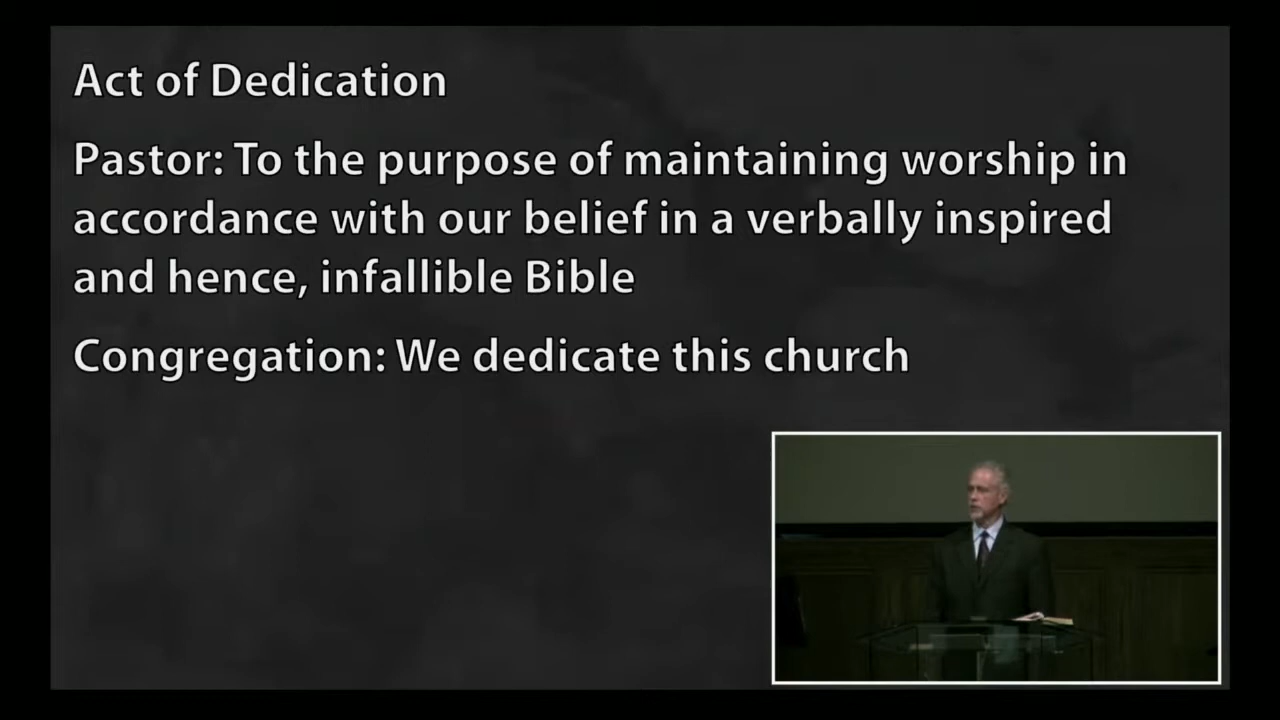 Act of Dedication
Pastor: To the purpose of maintaining worship in
accordance with our belief in a verbally inspired
and hence, infallible Bible
Congregation: We dedicate this church